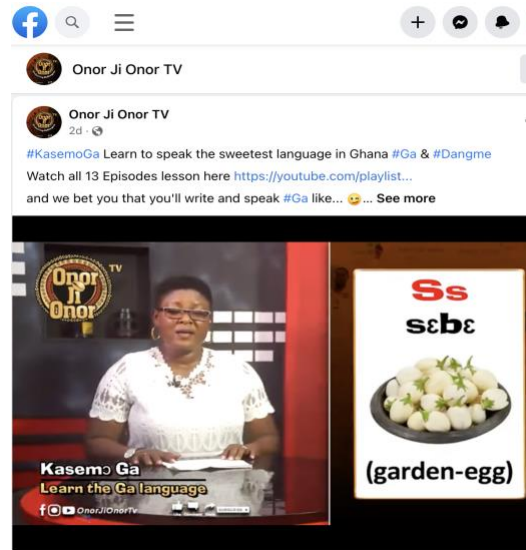 Onor Ji Onor TV
Onor Ji Onor TV
2d ·
#KasemoGa Learn to speak the sweetest language in Ghana #Ga & #Dangme
Watch all 13 Episodes lesson here https://youtube.com/playlist...
and we bet you that you'll write and speak #Ga like... 😉... See more
Onor
Ji
Onor
TV
Kasemɔ Ga
Learn the Ga language
OnorJiOnorTv
Ss
sɛbɛ
(garden-egg)